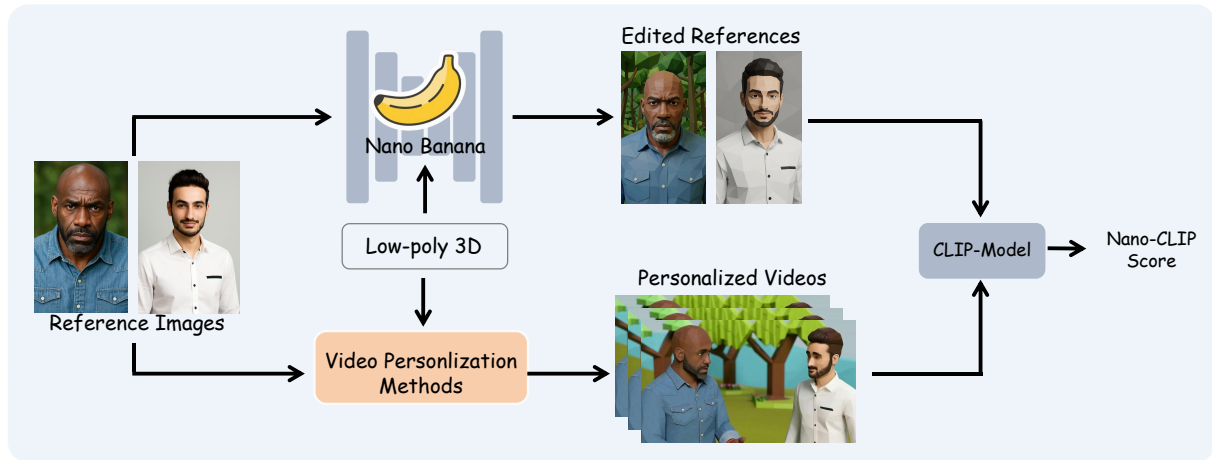 Edited References
Nano Banana
Low-poly 3D
Reference Images
CLIP-Model
Nano-CLIP
Score
Personalized Videos
Video Personlization
Methods